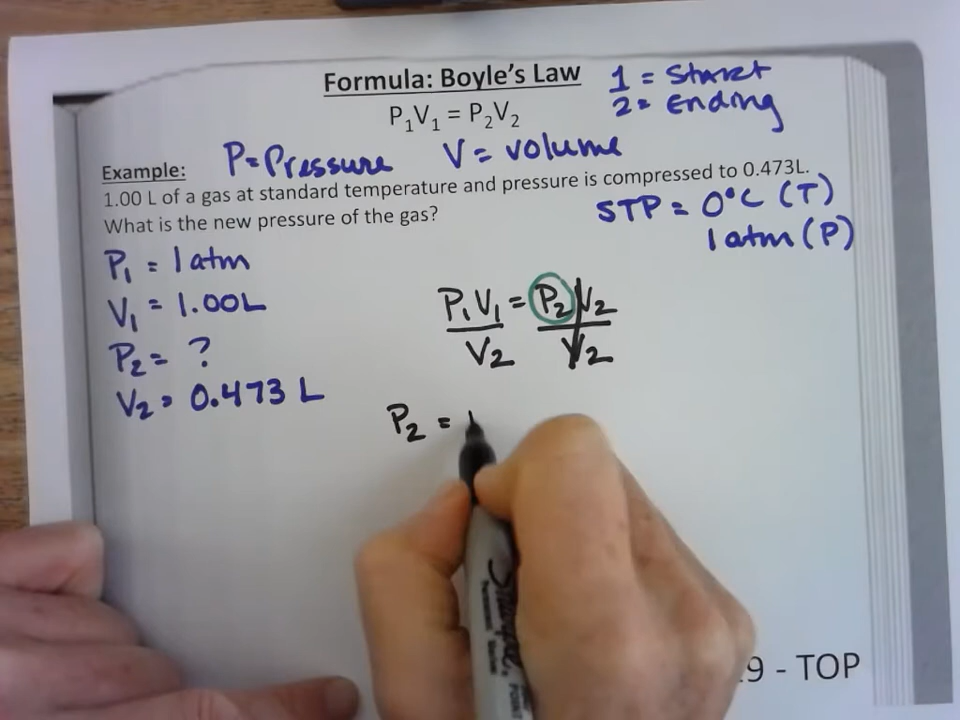 Formula: Boyle's Law
1 = Start
2 = Ending
P₁V₁ = P₂V₂
P = Pressure V = volume
Example:
1.00 L of a gas at standard temperature and pressure is compressed to 0.473L.
What is the new pressure of the gas?
STP = 0°C (T)
1 atm (P)
P₁ = 1 atm
V₁ = 1.00L
P₂ = ?
V₂ = 0.473 L
P₁V₁ = P₂V₂
V₂ V₂
P₂ =
Sharpie
9 - TOP